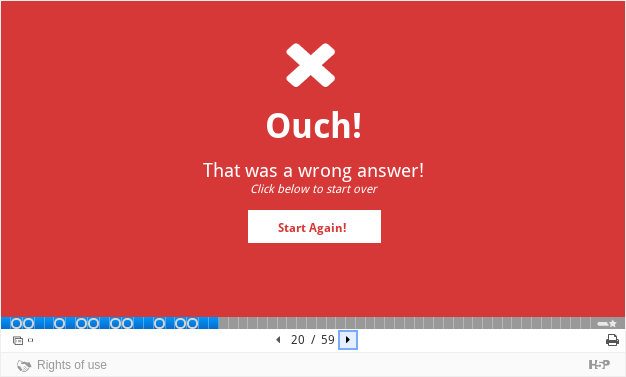 Ouch!
That was a wrong answer!
Click below to start over
Start Again!
20 / 59
Rights of use
H5P